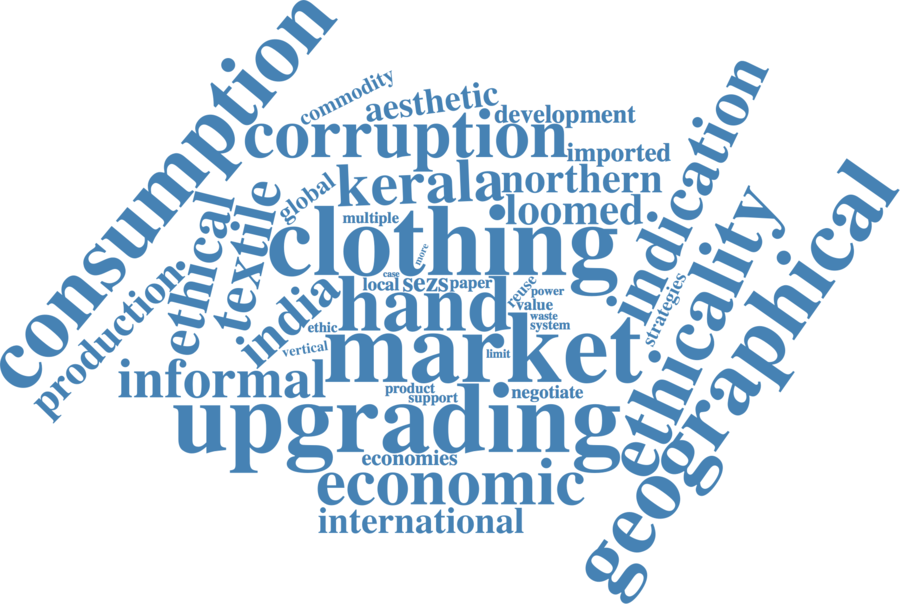 consumption
commodity
aesthetic
development
corruption
imported
indication
global
kerala
northern
multiple
loomed
ethical
textile
clothing
more
geographical
production
case
local
sezs
paper
reuse
power
strategies
ethicality
india
hand
value
waste
system
ethic
vertical
market
limit
informal
product
support
negotiate
upgrading
economies
economic
international